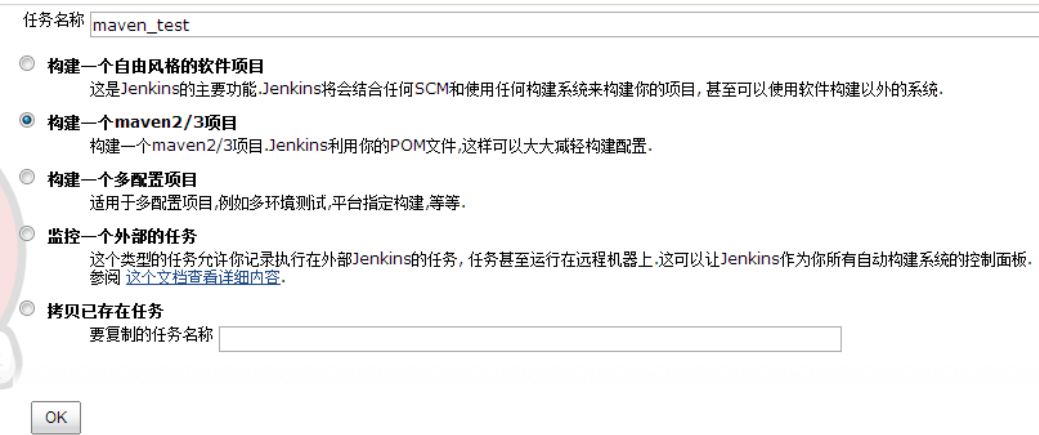 任务名称 maven_test
构建一个自由风格的软件项目
这是Jenkins的主要功能.Jenkins将会结合任何SCM和使用任何构建系统来构建你的项目, 甚至可以使用软件构建以外的系统.
构建一个maven2/3项目
构建一个maven2/3项目.Jenkins利用你的POM文件,这样可以大大减轻构建配置.
构建一个多配置项目
适用于多配置项目,例如多环境测试,平台指定构建,等等.
监控一个外部的任务
这个类型的任务允许你记录执行在外部Jenkins的任务, 任务甚至运行在远程机器上.这可以让Jenkins作为你所有自动构建系统的控制面板.
参阅 这个文档查看详细内容.
拷贝已存在任务
要复制的任务名称
OK